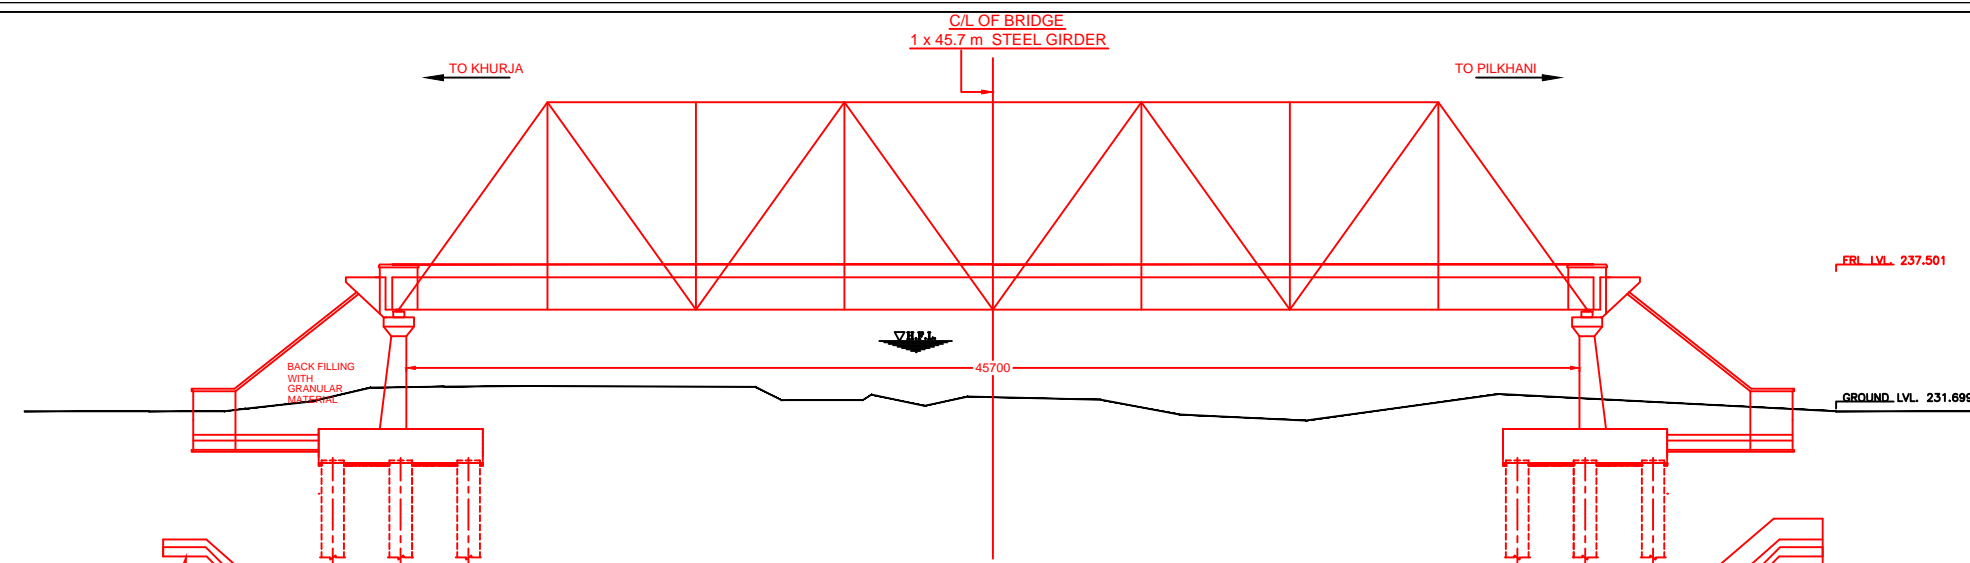 C/L OF BRIDGE
1 x 45.7 m STEEL GIRDER
TO KHURJA
TO PILKHANI
FRL LVL. 237.501
H.F.L.
BACK FILLING
WITH
GRANULAR
MATERIAL
45700
GROUND LVL. 231.699